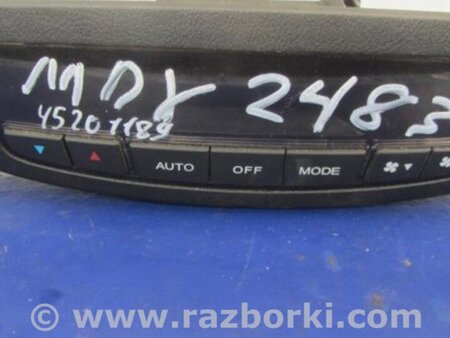 MDX 2483
45201189
AUTO OFF MODE
© www.razborki.com